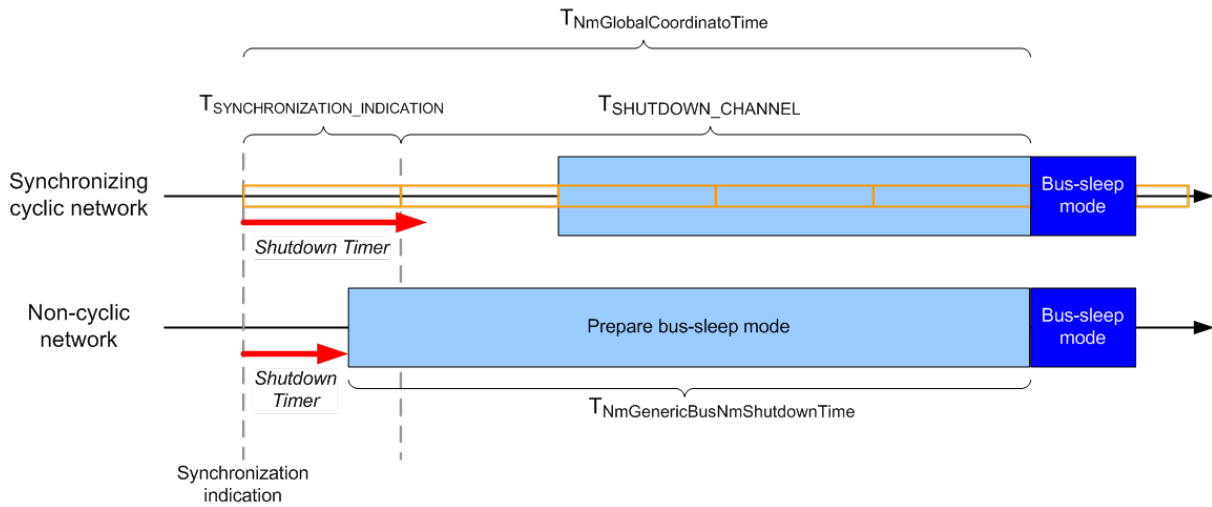 TNmGlobalCoordinatoTime
TSYNCHRONIZATION_INDICATION
TSHUTDOWN_CHANNEL
Synchronizing
cyclic network
Bus-sleep
mode
Shutdown Timer
Non-cyclic
network
Prepare bus-sleep mode
Bus-sleep
mode
Shutdown
Timer
TNmGenericBusNmShutdownTime
Synchronization
indication